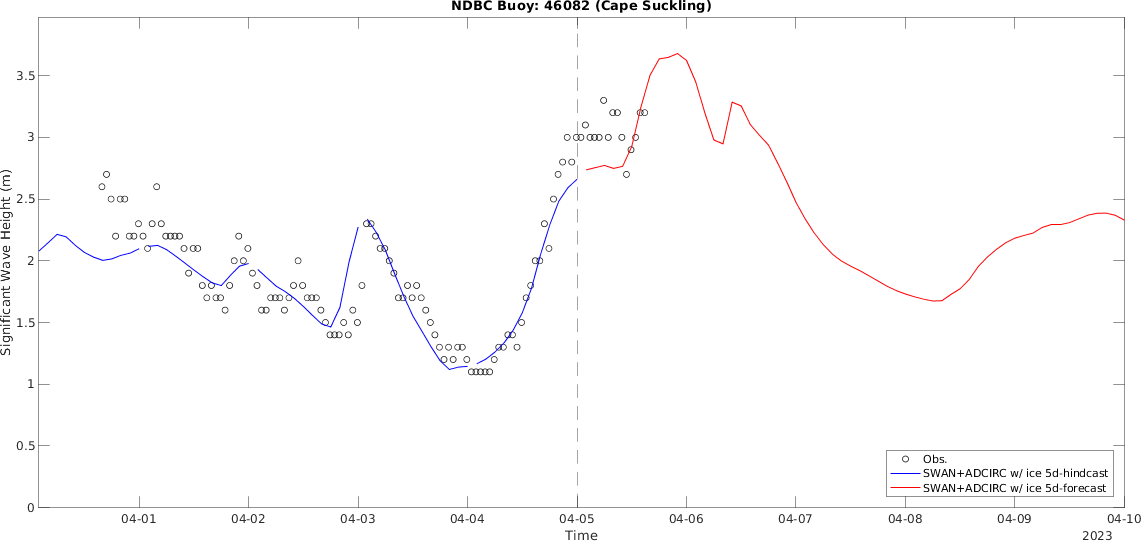 NDBC Buoy: 46082 (Cape Suckling)
Significant Wave Height (m)
3.5
3
2.5
2
1.5
1
0.5
0
Obs.
SWAN+ADCIRC w/ ice 5d-hindcast
SWAN+ADCIRC w/ ice 5d-forecast
04-01 04-02 04-03 04-04 04-05 04-06 04-07 04-08 04-09 04-10
Time
2023